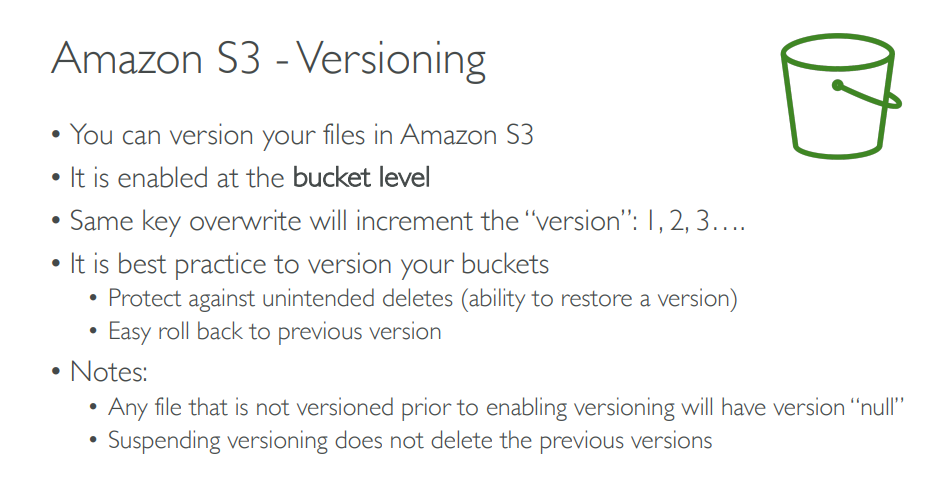 Amazon S3 - Versioning
• You can version your files in Amazon S3
• It is enabled at the bucket level
• Same key overwrite will increment the “version”: 1, 2, 3….
• It is best practice to version your buckets
• Protect against unintended deletes (ability to restore a version)
• Easy roll back to previous version
• Notes:
• Any file that is not versioned prior to enabling versioning will have version “null”
• Suspending versioning does not delete the previous versions